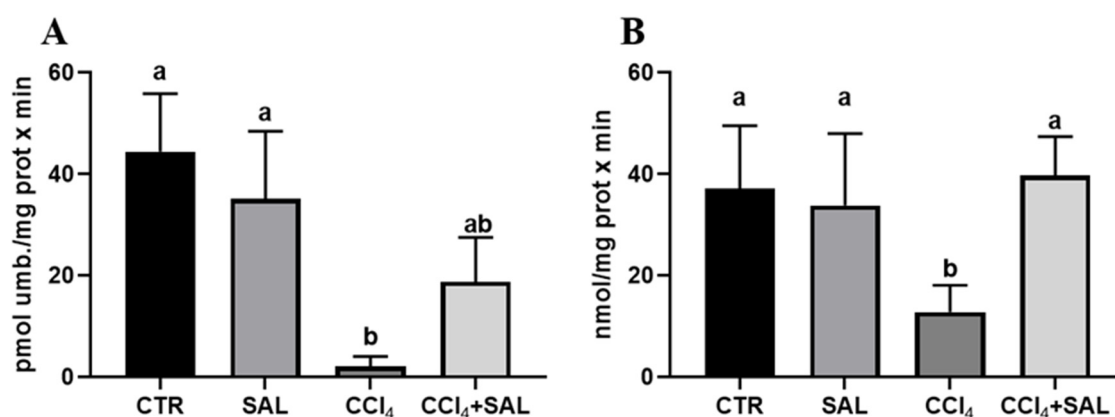 A
pmol umb./mg prot x min
60
40
20
0
a
a
b
ab
CTR SAL CCl₄ CCl₄+SAL
B
nmol/mg prot x min
60
40
20
0
a
a
b
a
CTR SAL CCl₄ CCl₄+SAL